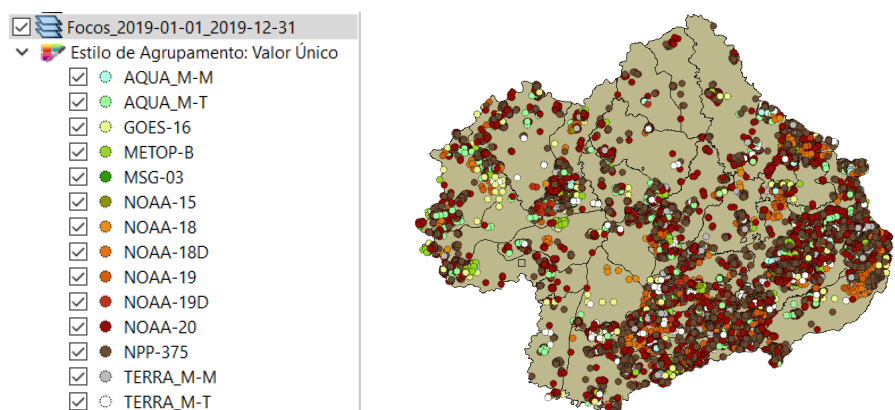 Focos_2019-01-01_2019-12-31
Estilo de Agrupamento: Valor Único
AQUA_M-M
AQUA_M-T
GOES-16
METOP-B
MSG-03
NOAA-15
NOAA-18
NOAA-18D
NOAA-19
NOAA-19D
NOAA-20
NPP-375
TERRA_M-M
TERRA_M-T